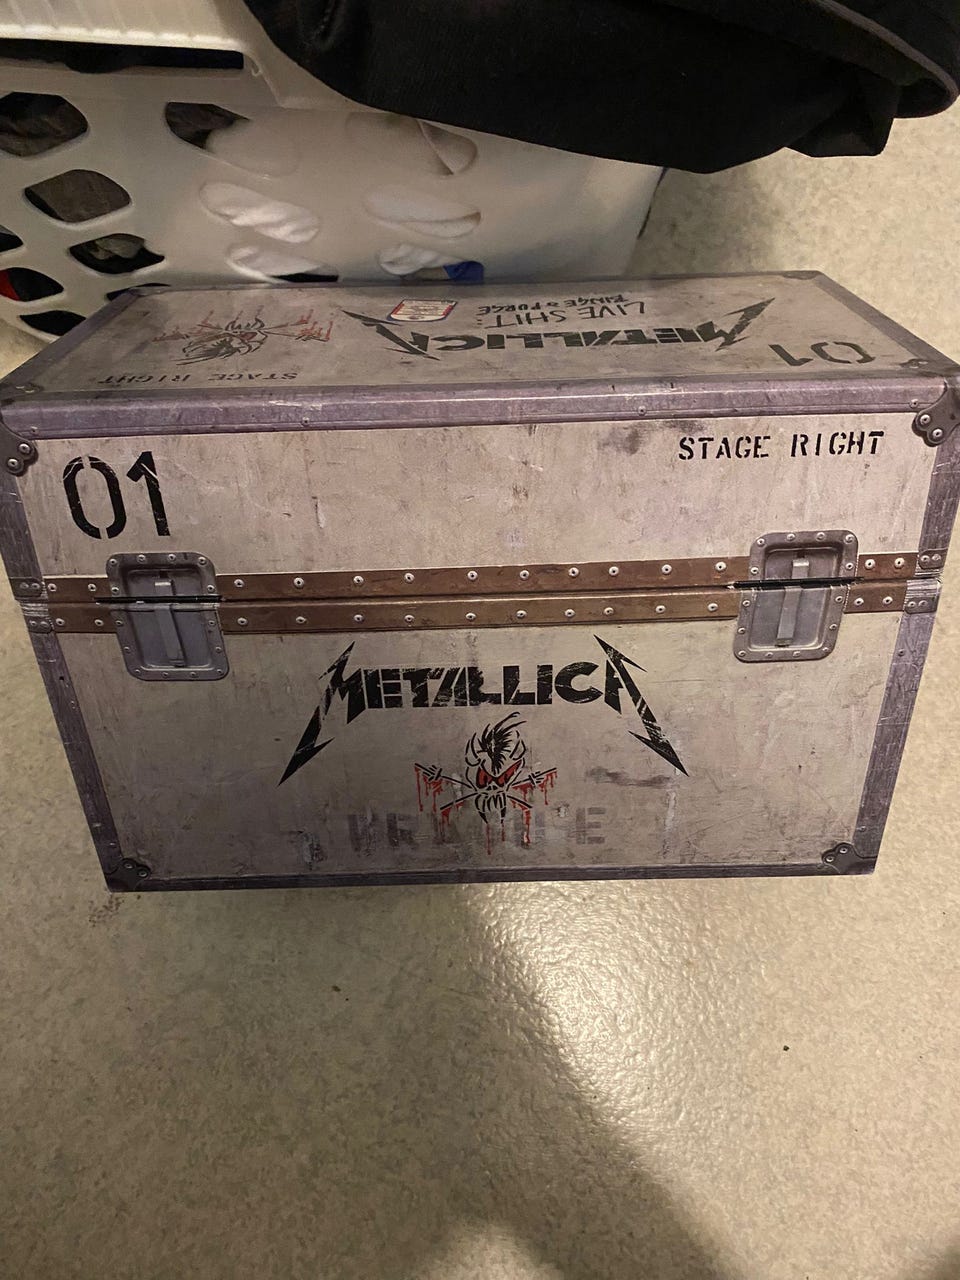 LIVE SHIT:
BINGE & PURGE
METALLICA
01
STAGE RIGHT
01
STAGE RIGHT
METALLICA